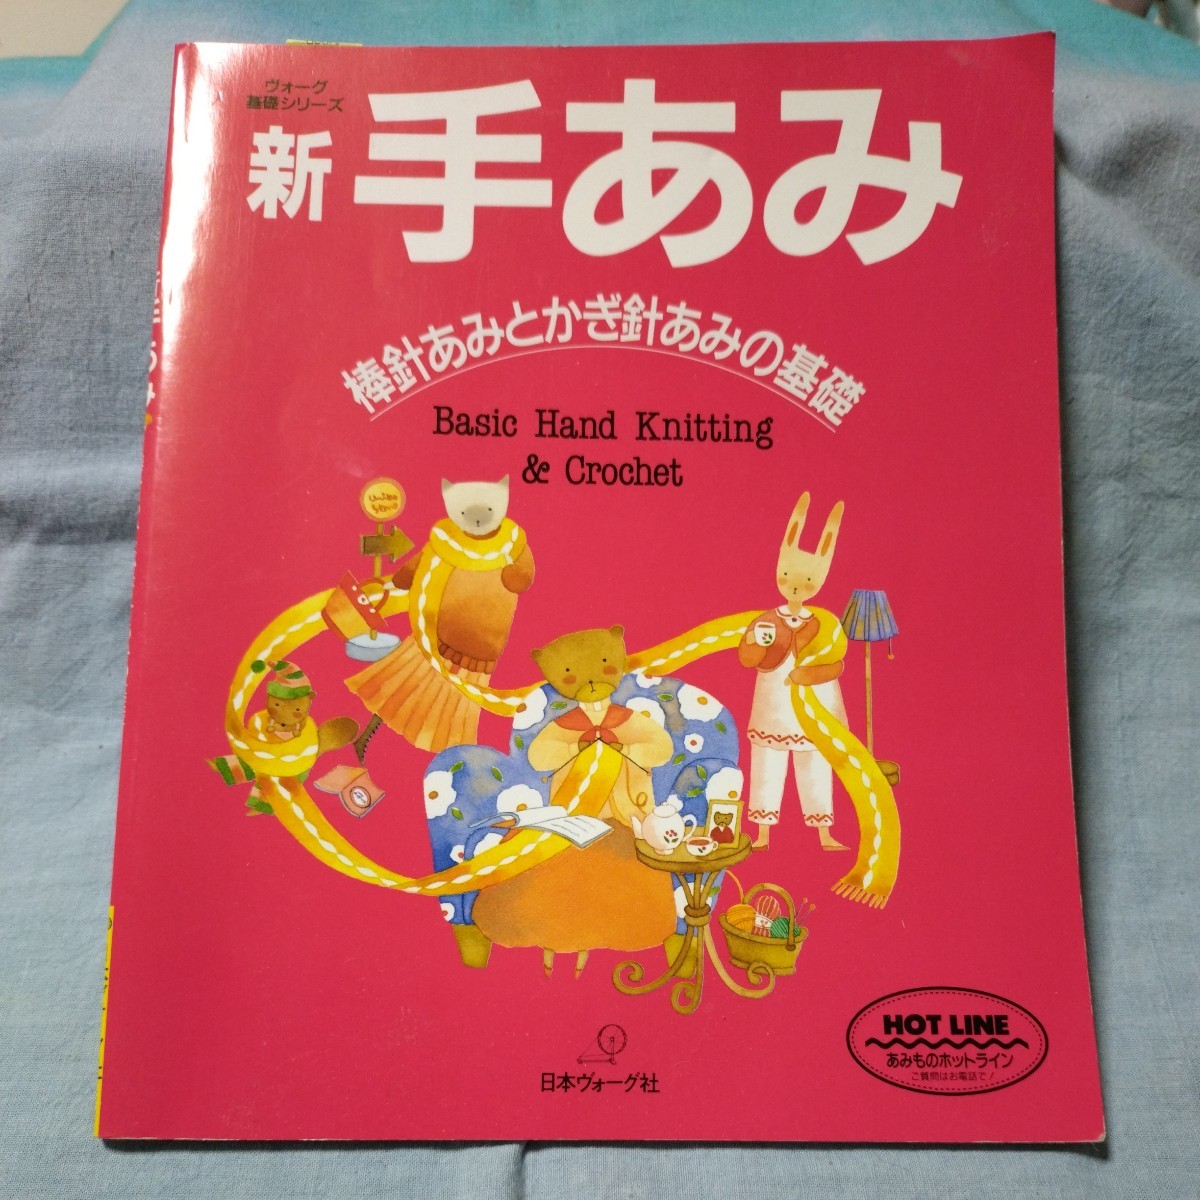 ヴォーグ
基礎シリーズ
新 手あみ
棒針あみとかぎ針あみの基礎
Basic Hand Knitting
& Crochet
日本ヴォーグ社
HOT LINE
あみものホットライン
ご質問はお電話で!